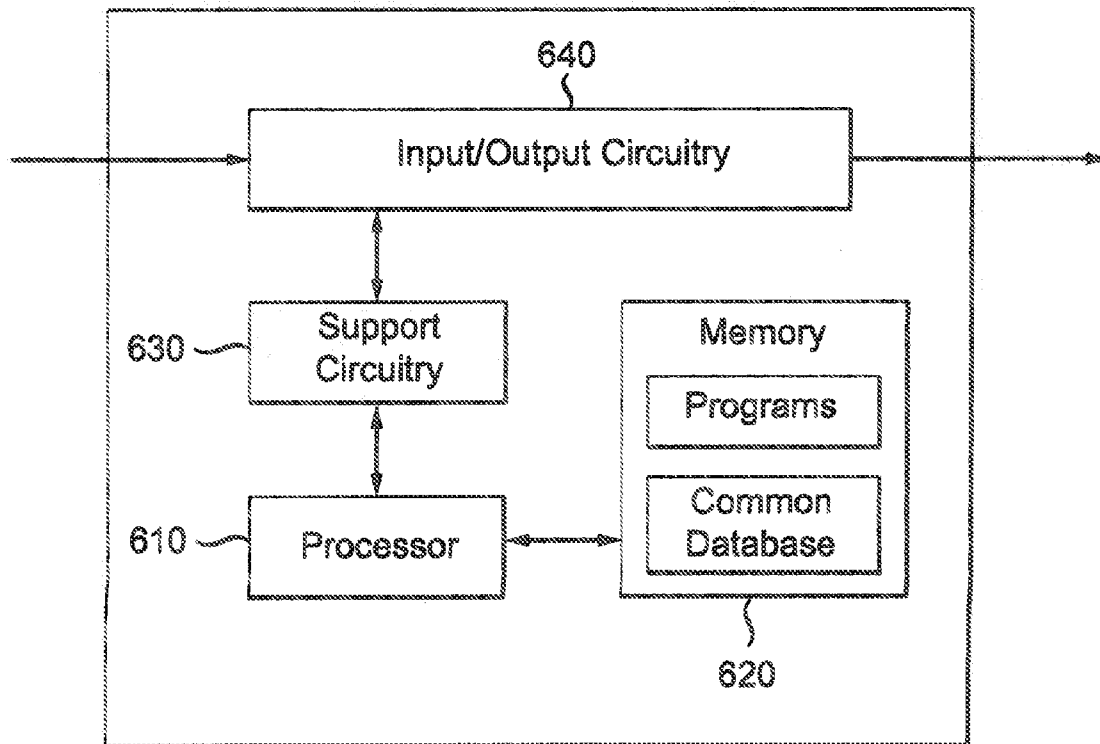 640
Input/Output Circuitry
630
Support
Circuitry
Memory
Programs
Common
Database
610
Processor
620